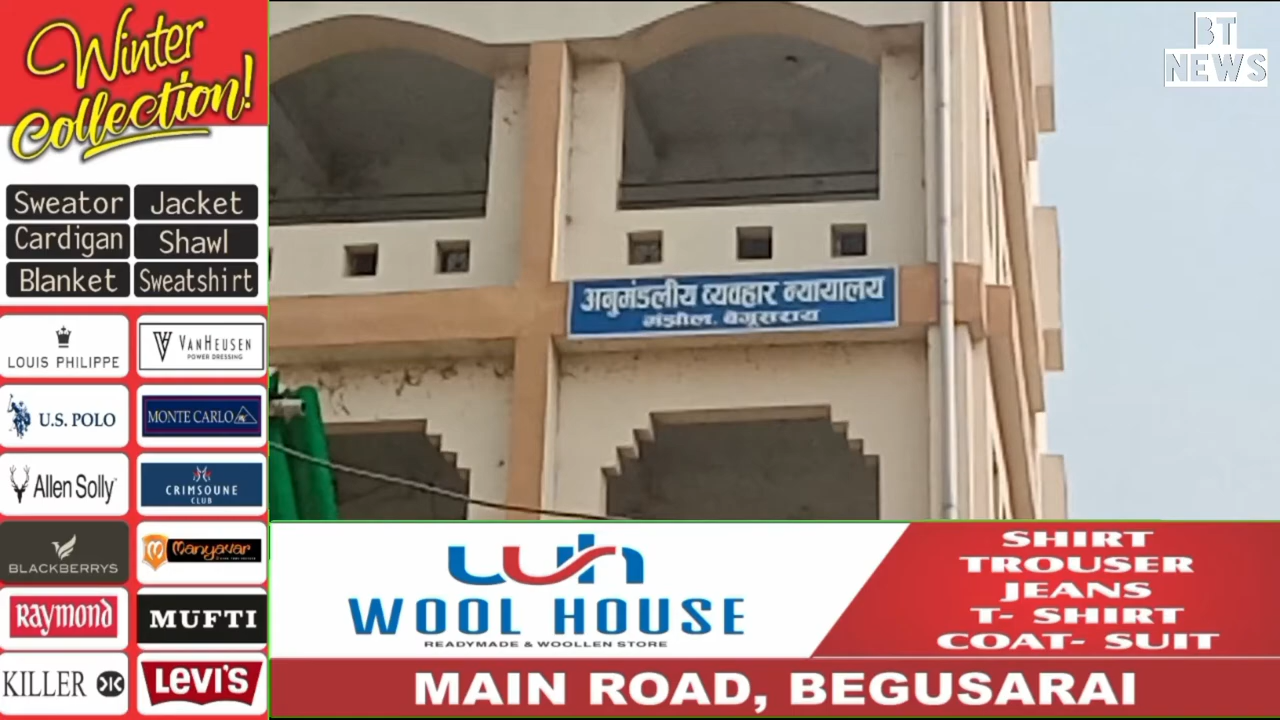 Winter
Collection!
Sweator
Jacket
Cardigan
Shawl
Blanket
Sweatshirt
LOUIS PHILIPPE
VANHEUSEN
POWER DRESSING
U.S. POLO
MONTE CARLO
Allen Solly
CRIMSOUNE
CLUB
BLACKBERRYS
Manyavar
Raymond
MUFTI
KILLER
LEVI'S
BT
NEWS
अनुमंडलीय व्यवहार न्यायालय
मंझौल, बेगूसराय
WOOL HOUSE
READYMADE & WOOLLEN STORE
SHIRT
TROUSER
JEANS
T- SHIRT
COAT- SUIT
MAIN ROAD, BEGUSARAI